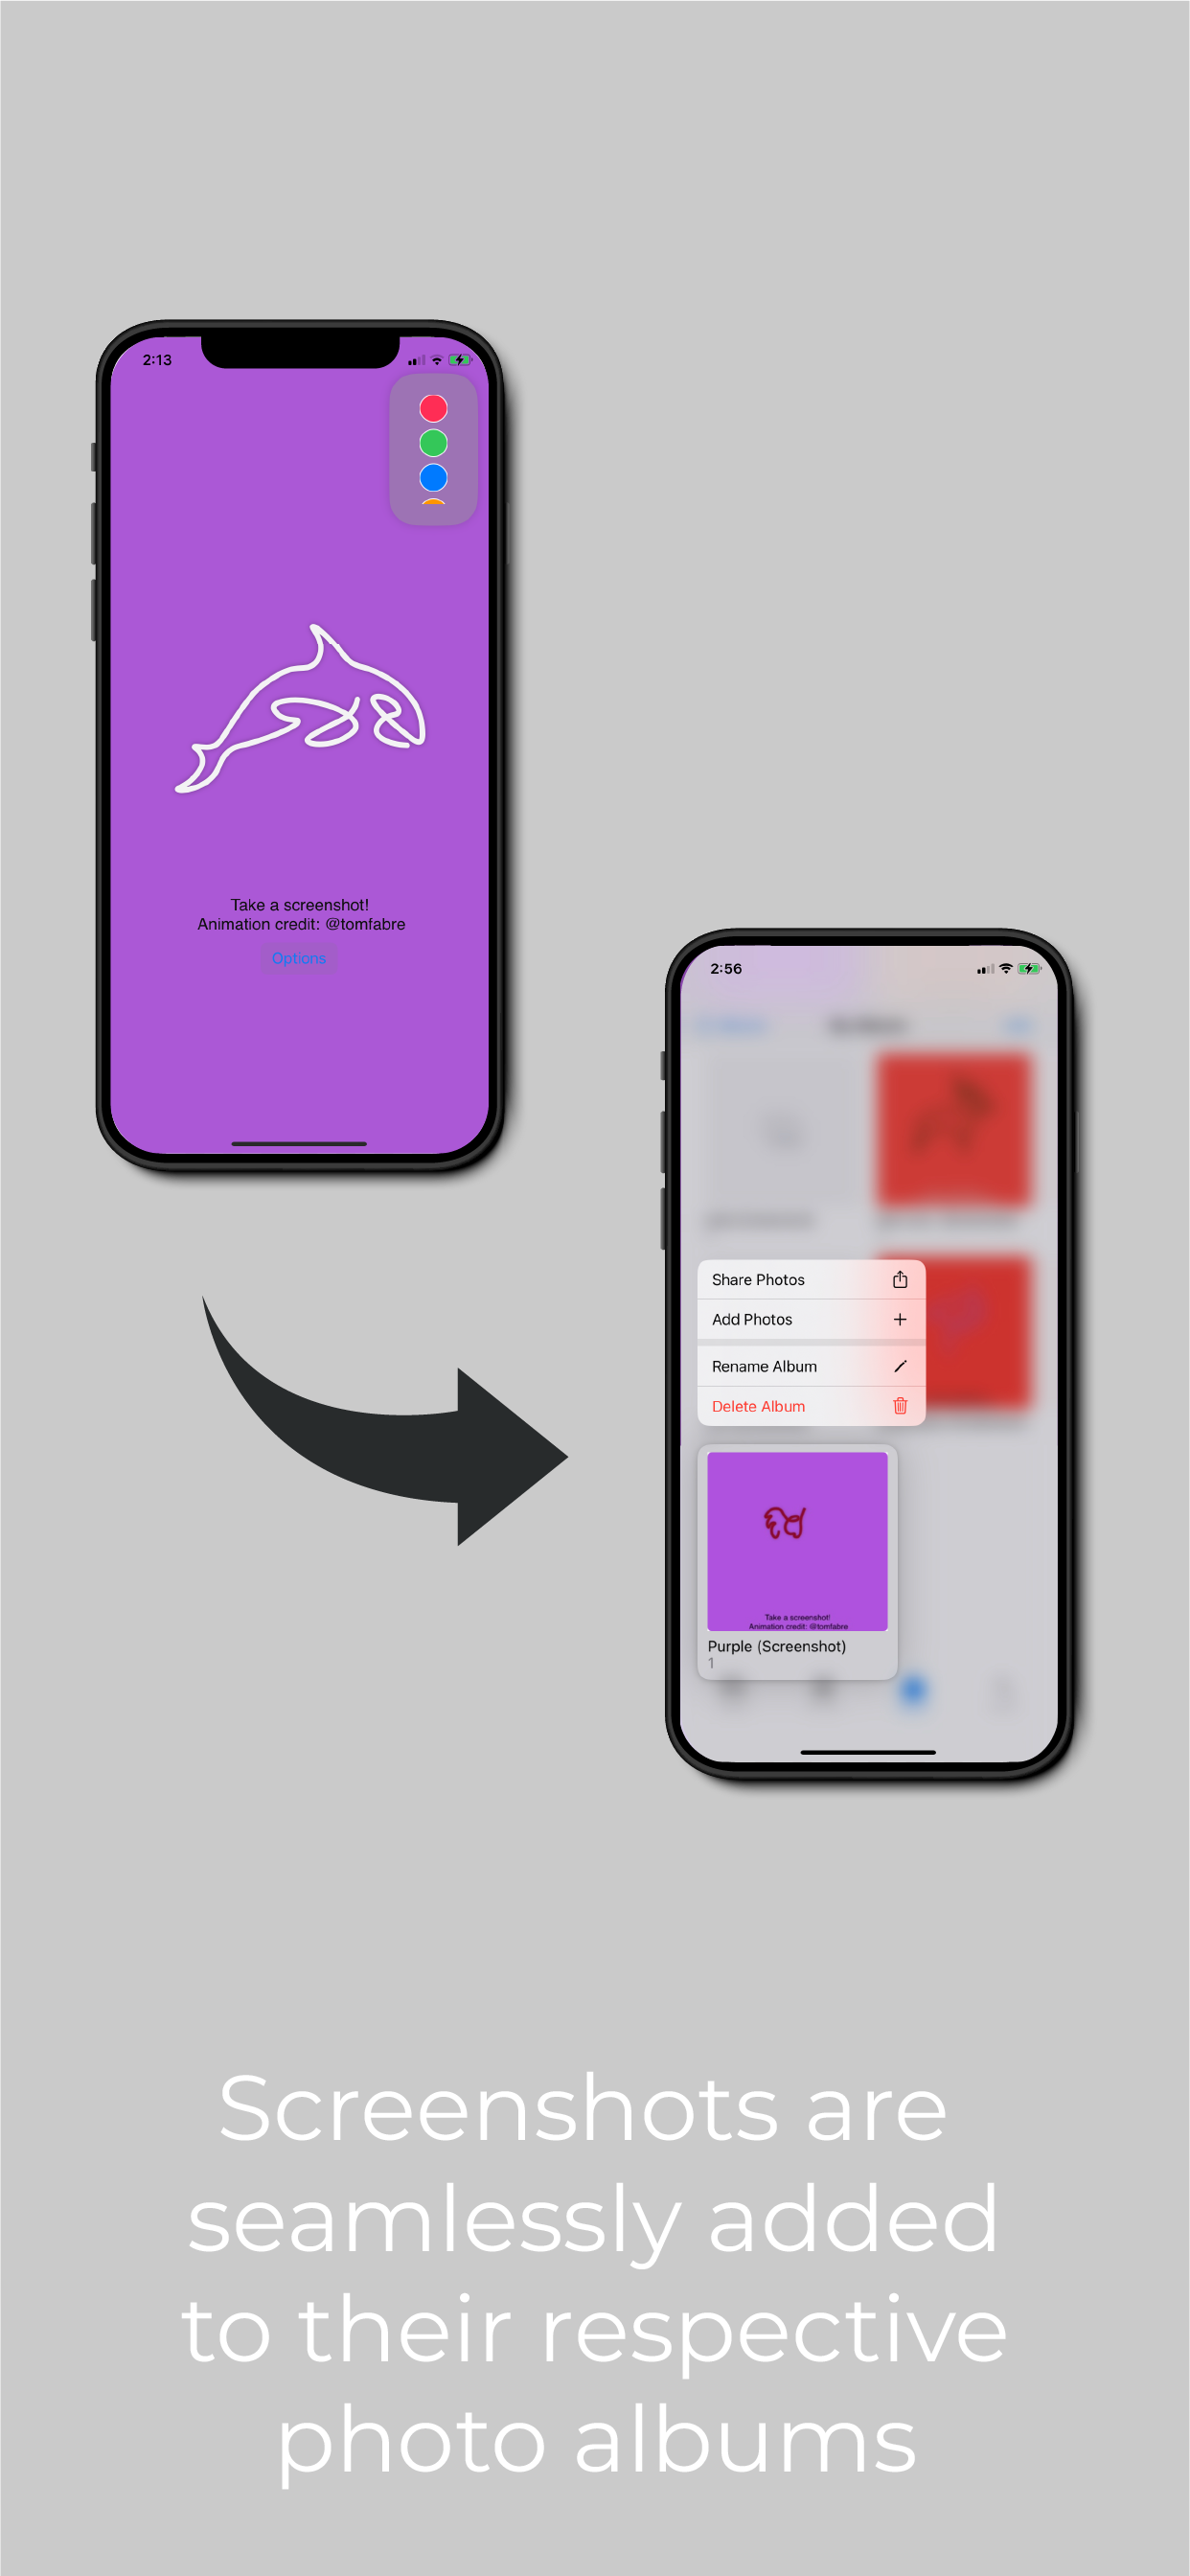 2:13
Take a screenshot!
Animation credit: @tomfabre
Options
2:56
Share Photos
Add Photos
Rename Album
Delete Album
Take a screenshot!
Animation credit: @tomfabre
Purple (Screenshot)
1
Screenshots are
seamlessly added
to their respective
photo albums